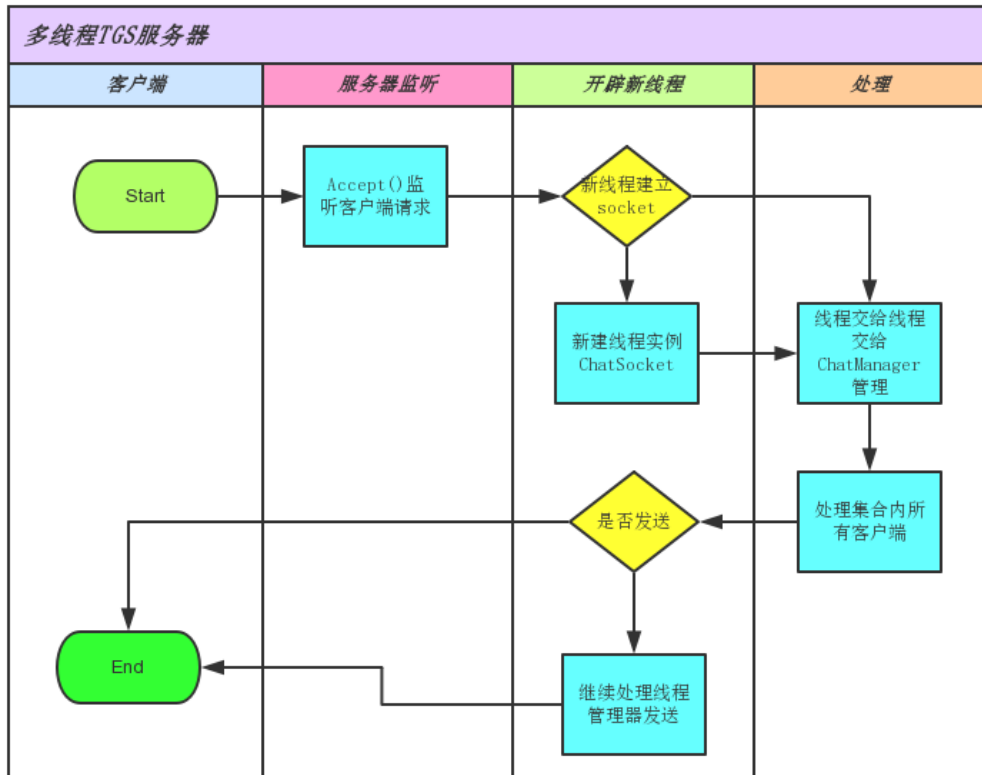 多线程TGS服务器
客户端
服务器监听
开辟新线程
处理
Start
Accept()监
听客户端请求
新线程建立
socket
新建线程实例
ChatSocket
线程交给线程
交给
ChatManager
管理
是否发送
处理集合内所
有客户端
End
继续处理线程
管理器发送